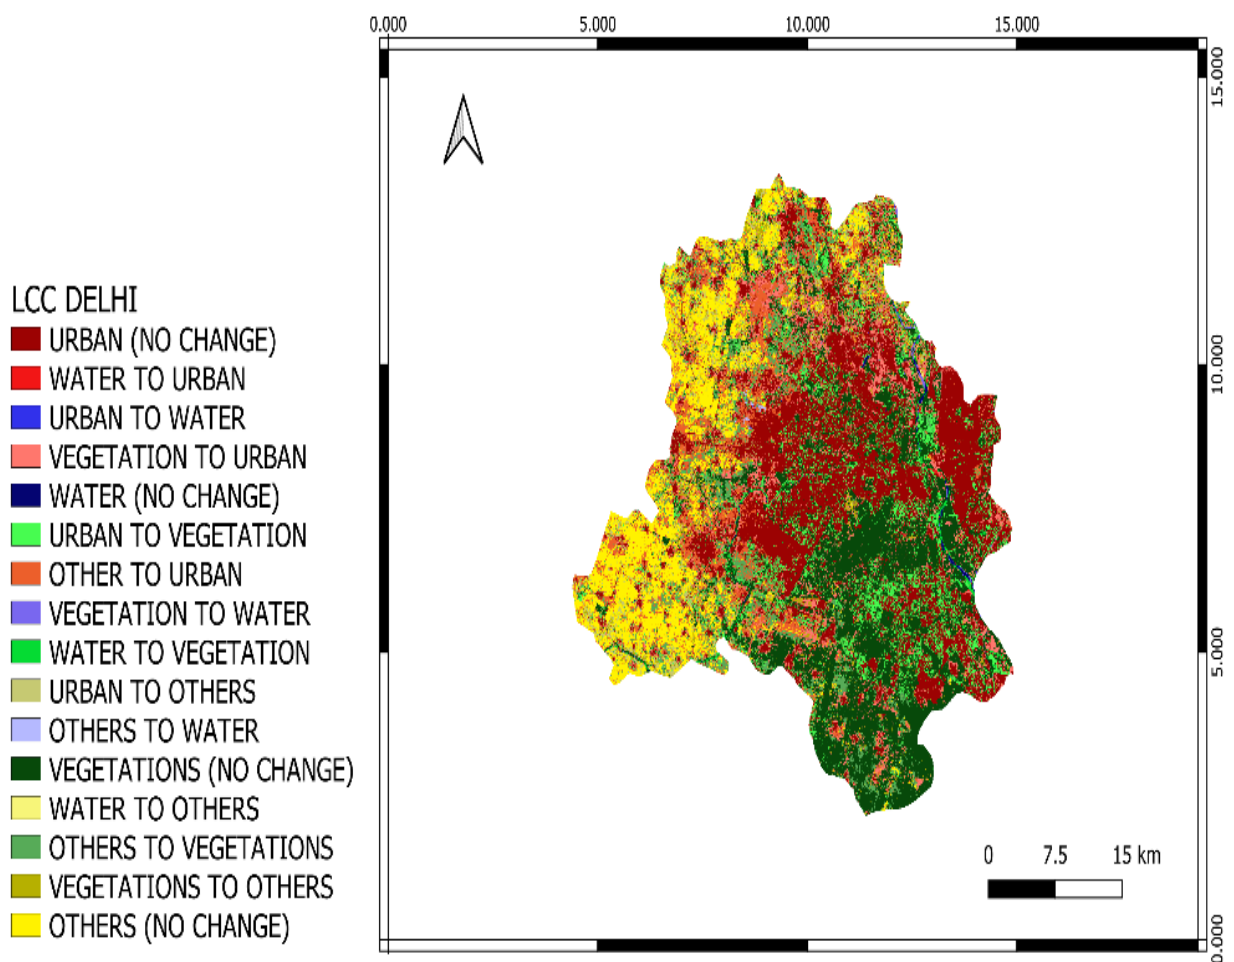 0.000 5.000 10.000 15.000
15.000
10.000
5.000
0.000
LCC DELHI
URBAN (NO CHANGE)
WATER TO URBAN
URBAN TO WATER
VEGETATION TO URBAN
WATER (NO CHANGE)
URBAN TO VEGETATION
OTHER TO URBAN
VEGETATION TO WATER
WATER TO VEGETATION
URBAN TO OTHERS
OTHERS TO WATER
VEGETATIONS (NO CHANGE)
WATER TO OTHERS
OTHERS TO VEGETATIONS
VEGETATIONS TO OTHERS
OTHERS (NO CHANGE)
0 7.5 15 km